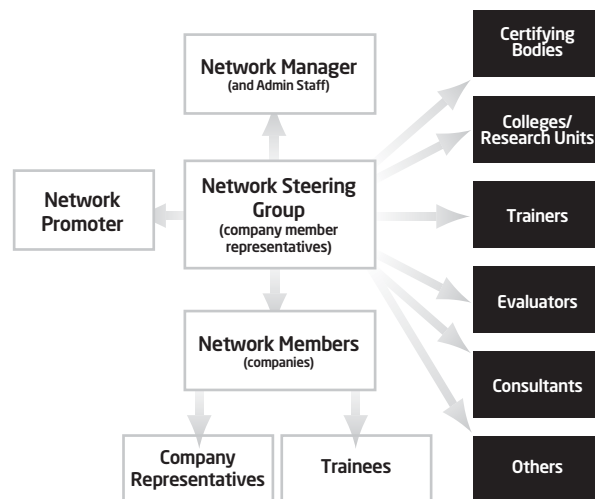 Network Manager
(and Admin Staff)
Network Steering
Group
(company member
representatives)
Network
Promoter
Network Members
(companies)
Company
Representatives
Trainees
Certifying
Bodies
Colleges/
Research Units
Trainers
Evaluators
Consultants
Others